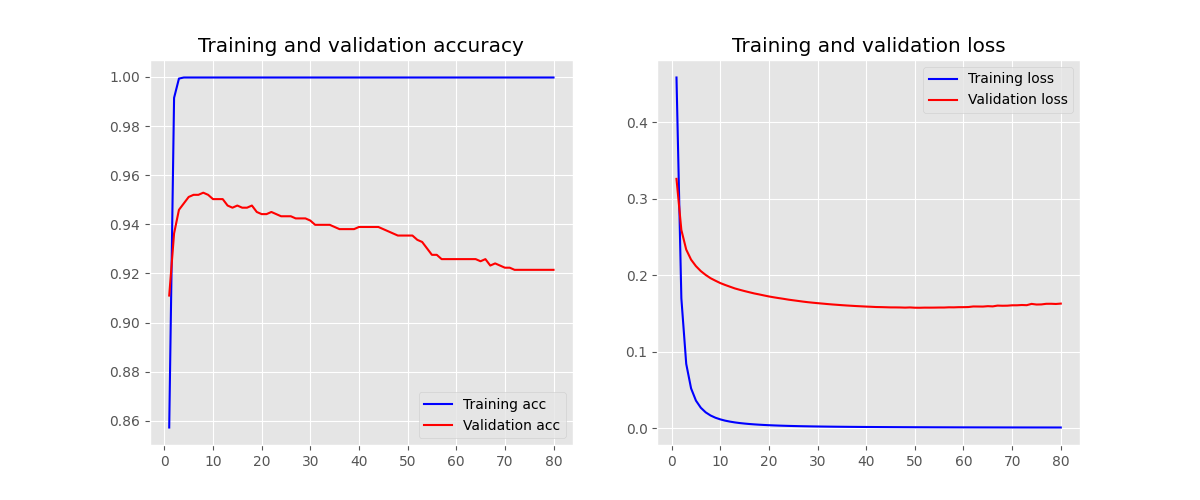 Training and validation accuracy
1.00
0.98
0.96
0.94
0.92
0.90
0.88
0.86
Training acc
Validation acc
0 10 20 30 40 50 60 70 80
Training and validation loss
Training loss
Validation loss
0.4
0.3
0.2
0.1
0.0
0 10 20 30 40 50 60 70 80